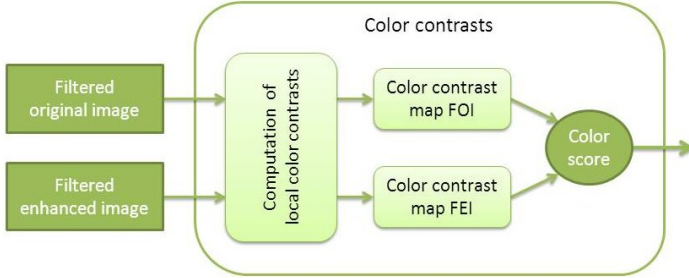 Color contrasts
Filtered
original image
Filtered
enhanced image
Computation of
local color contrasts
Color contrast
map FOI
Color contrast
map FEI
Color
score